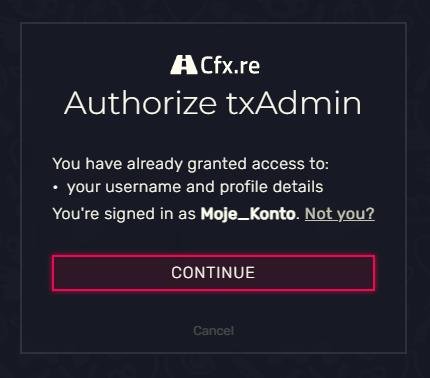 Cfx.re
Authorize txAdmin
You have already granted access to:
• your username and profile details
You're signed in as Moje_Konto. Not you?
CONTINUE
Cancel